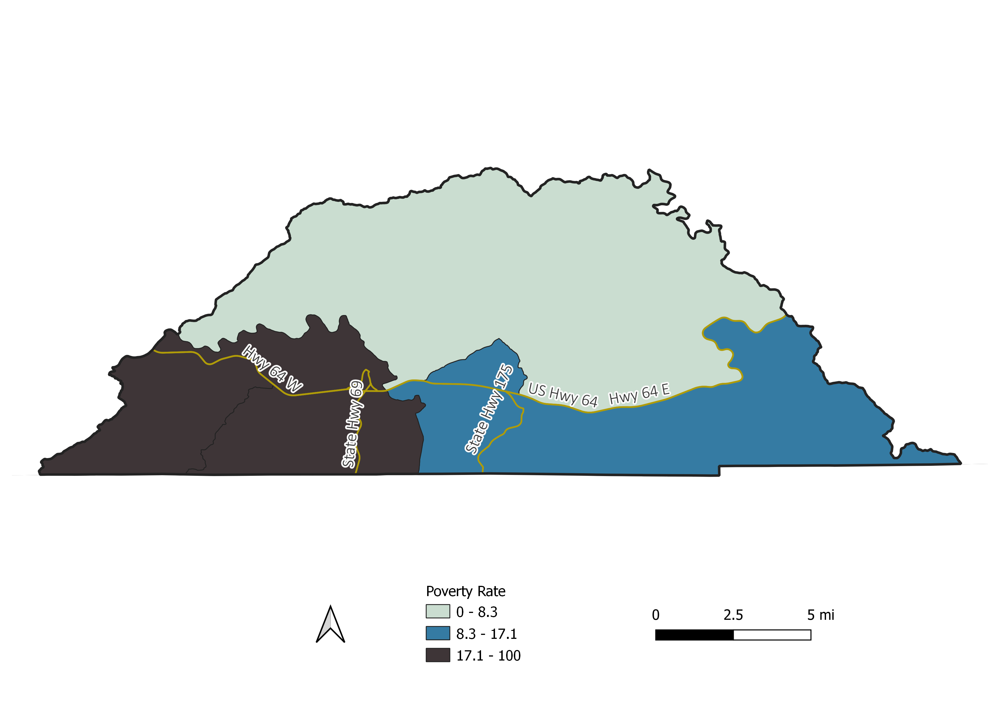 Hwy 64 W
State Hwy 69
State Hwy 175
US Hwy 64
Hwy 64 E
Poverty Rate
0 - 8.3
8.3 - 17.1
17.1 - 100
0 2.5 5 mi